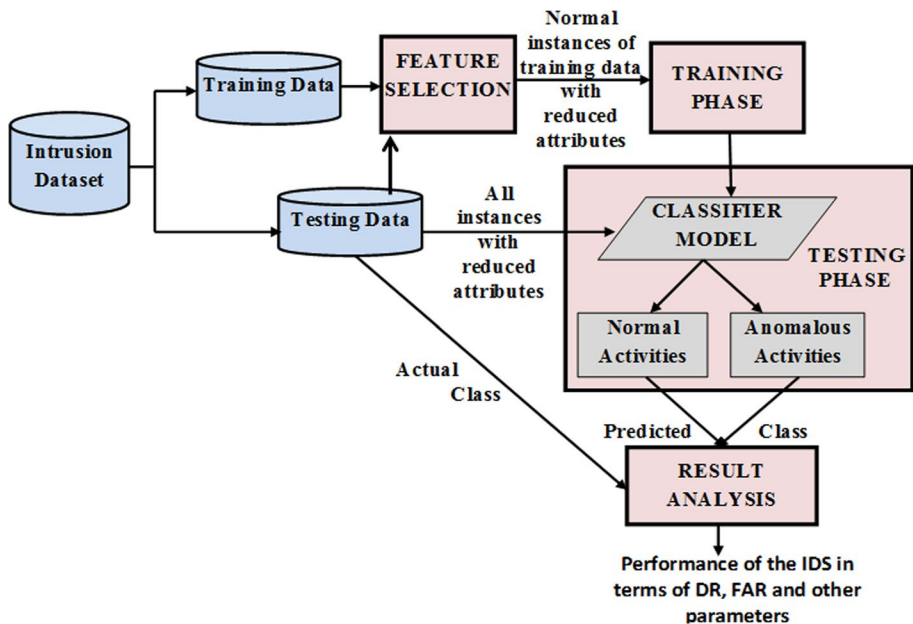 Intrusion
Dataset
Training Data
Testing Data
FEATURE
SELECTION
Normal
instances of
training data
with
reduced
attributes
TRAINING
PHASE
All
instances
with
reduced
attributes
CLASSIFIER
MODEL
TESTING
PHASE
Normal
Activities
Anomalous
Activities
Actual
Class
Predicted
Class
RESULT
ANALYSIS
Performance of the IDS in
terms of DR, FAR and other
parameters